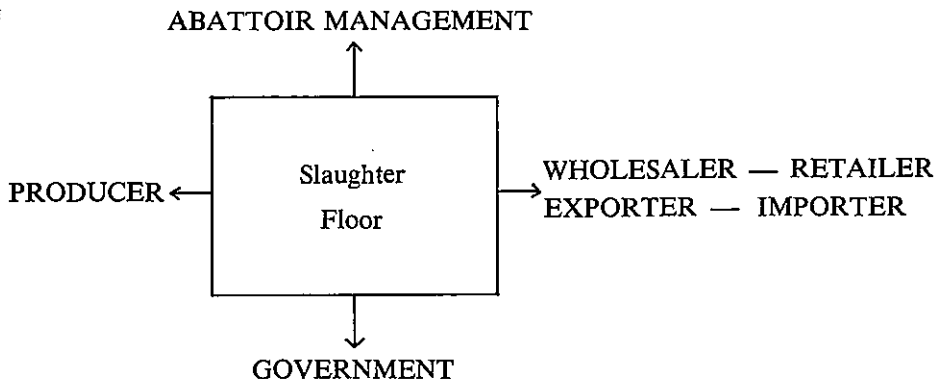 ABATTOIR MANAGEMENT
Slaughter
Floor
PRODUCER
WHOLESALER — RETAILER
EXPORTER — IMPORTER
GOVERNMENT